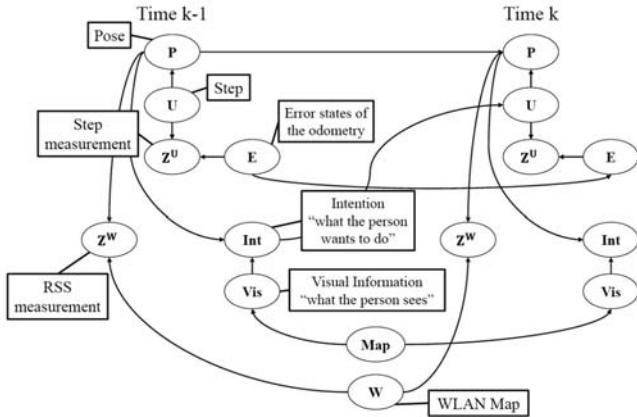 Time k-1
Time k
Pose
P
P
U
Step
U
Step
measurement
Z^U
E
Error states
of the odometry
Z^U
E
Z^W
Int
Intention
"what the person
wants to do"
Z^W
Int
RSS
measurement
Vis
Visual Information
"what the person sees"
Vis
Map
W
WLAN Map